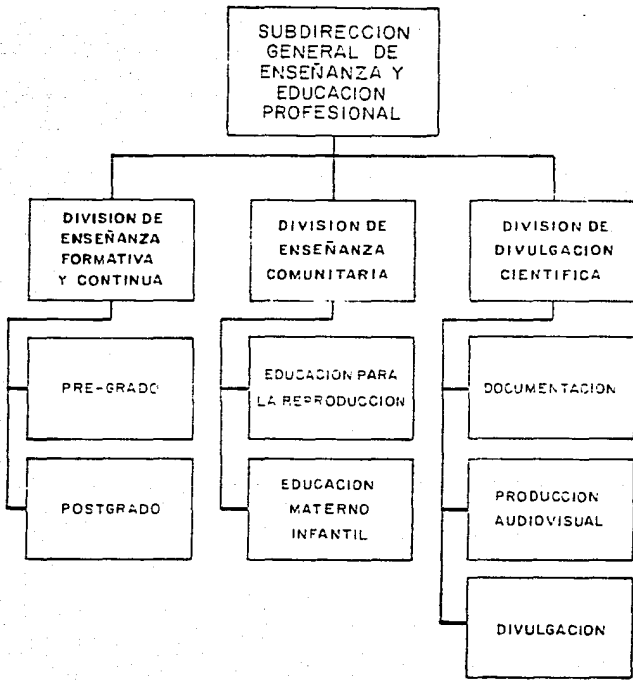 SUBDIRECCION
GENERAL DE
ENSEÑANZA Y
EDUCACION
PROFESIONAL
DIVISION DE
ENSEÑANZA
FORMATIVA
Y CONTINUA
PRE-GRADO
POSTGRADO
DIVISION DE
ENSEÑANZA
COMUNITARIA
EDUCACION PARA
LA REPRODUCCION
EDUCACION
MATERNO
INFANTIL
DIVISION DE
DIVULGACION
CIENTIFICA
DOCUMENTACION
PRODUCCION
AUDIOVISUAL
DIVULGACION